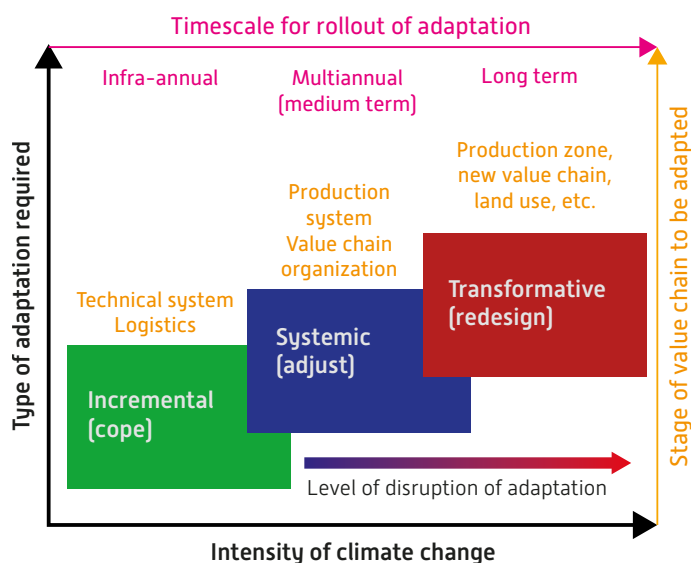 Timescale for rollout of adaptation
Infra-annual
Multiannual
(medium term)
Long term
Type of adaptation required
Stage of value chain to be adapted
Production zone,
new value chain,
land use, etc.
Production
system
Value chain
organization
Technical system
Logistics
Transformative
(redesign)
Systemic
(adjust)
Incremental
(cope)
Level of disruption of adaptation
Intensity of climate change